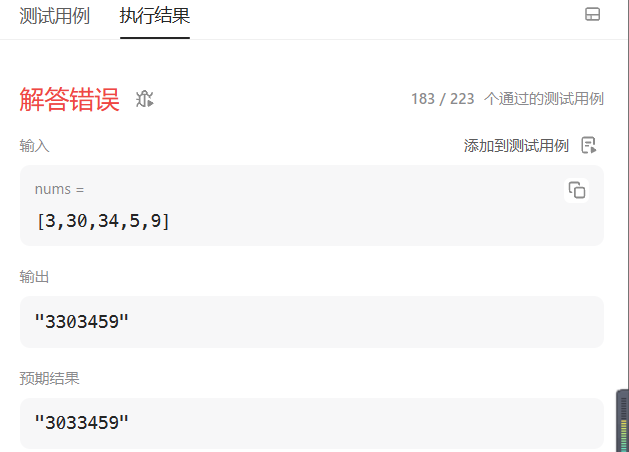 测试用例 执行结果
解答错误 183 / 223 个通过的测试用例
输入 添加到测试用例
nums =
[3,30,34,5,9]
输出
"3303459"
预期结果
"3033459"